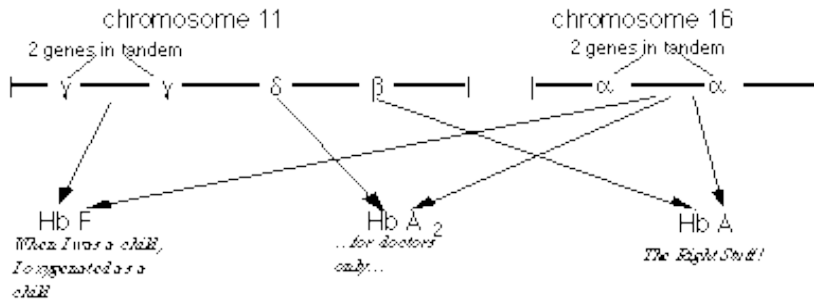 chromosome 11
chromosome 16
2 genes in tandem
2 genes in tandem
γ γ δ β α α
Hb F
Hb A 2
Hb A
When I was a child,
I oxygenated as a
child
...for doctors
only...
The Right Stuff!